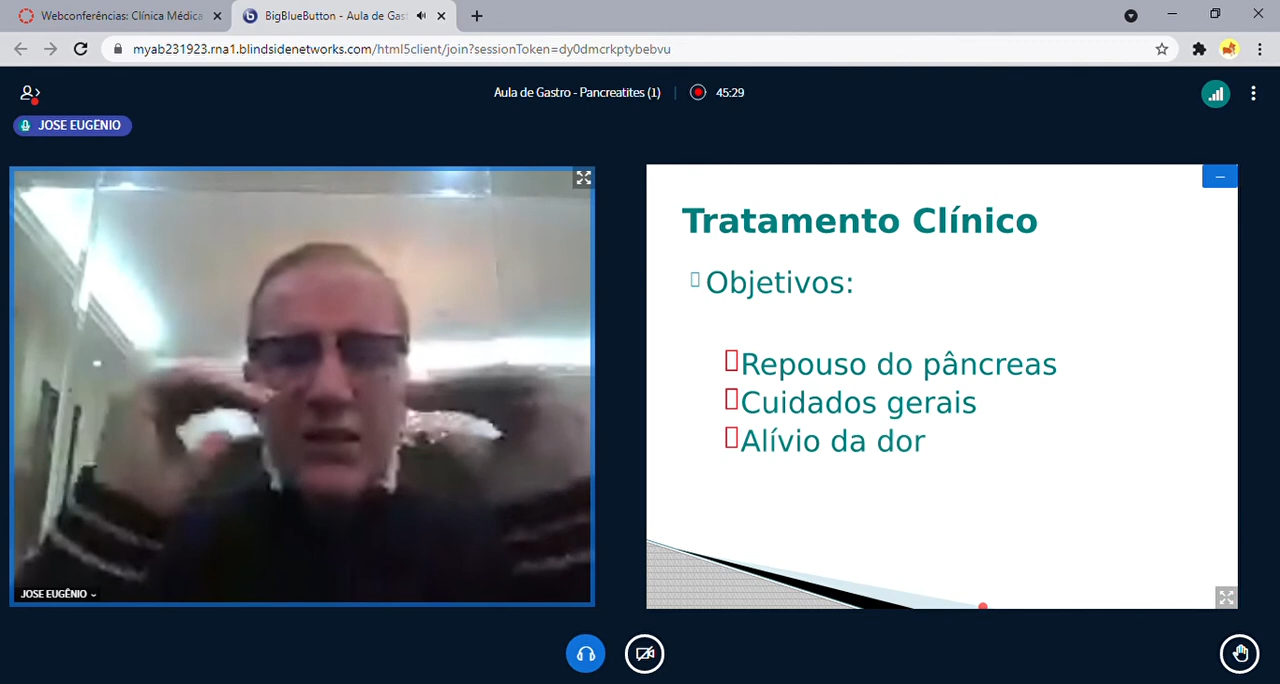 Webconferências: Clínica Médica
BigBlueButton - Aula de Gas
myab231923.rna1.blindsidenetworks.com/html5client/join?sessionToken=dy0dmcrkptybebvu
Aula de Gastro - Pancreatites (1)
45:29
JOSE EUGÊNIO
Tratamento Clínico
Objetivos:
Repouso do pâncreas
Cuidados gerais
Alívio da dor
JOSE EUGÊNIO